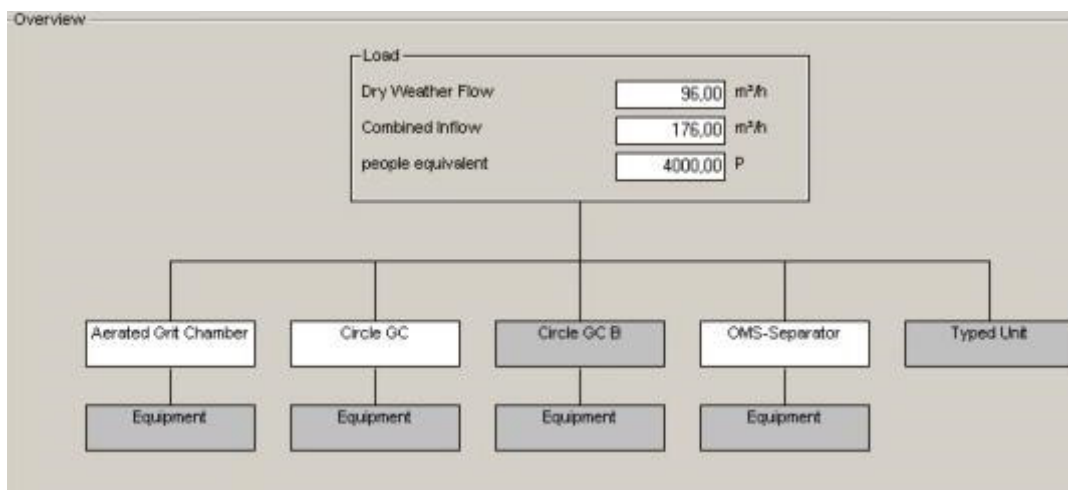 Overview
Load
Dry Weather Flow 96,00 m³/h
Combined Inflow 176,00 m³/h
people equivalent 4000,00 P
Aerated Grit Chamber Circle GC Circle GC B OMS-Separator Typed Unit
Equipment Equipment Equipment Equipment